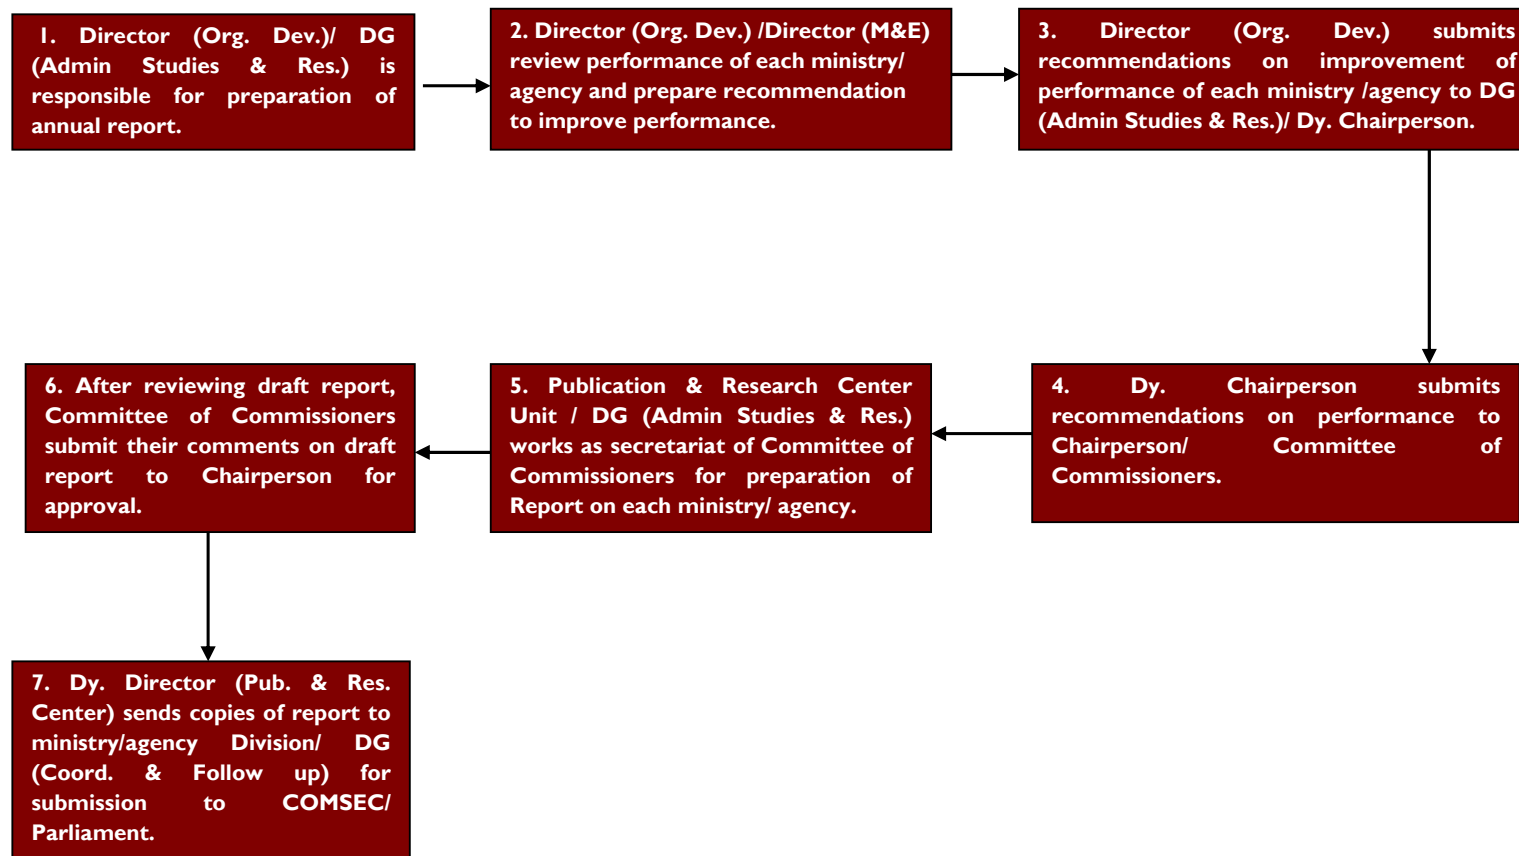 1. Director (Org. Dev.)/ DG
(Admin Studies & Res.) is
responsible for preparation of
annual report.
2. Director (Org. Dev.) /Director (M&E)
review performance of each ministry/
agency and prepare recommendation
to improve performance.
3. Director (Org. Dev.) submits
recommendations on improvement of
performance of each ministry /agency to DG
(Admin Studies & Res.)/ Dy. Chairperson.
4. Dy. Chairperson submits
recommendations on performance to
Chairperson/ Committee of
Commissioners.
5. Publication & Research Center
Unit / DG (Admin Studies & Res.)
works as secretariat of Committee of
Commissioners for preparation of
Report on each ministry/ agency.
6. After reviewing draft report,
Committee of Commissioners
submit their comments on draft
report to Chairperson for
approval.
7. Dy. Director (Pub. & Res.
Center) sends copies of report to
ministry/agency Division/ DG
(Coord. & Follow up) for
submission to COMSEC/
Parliament.